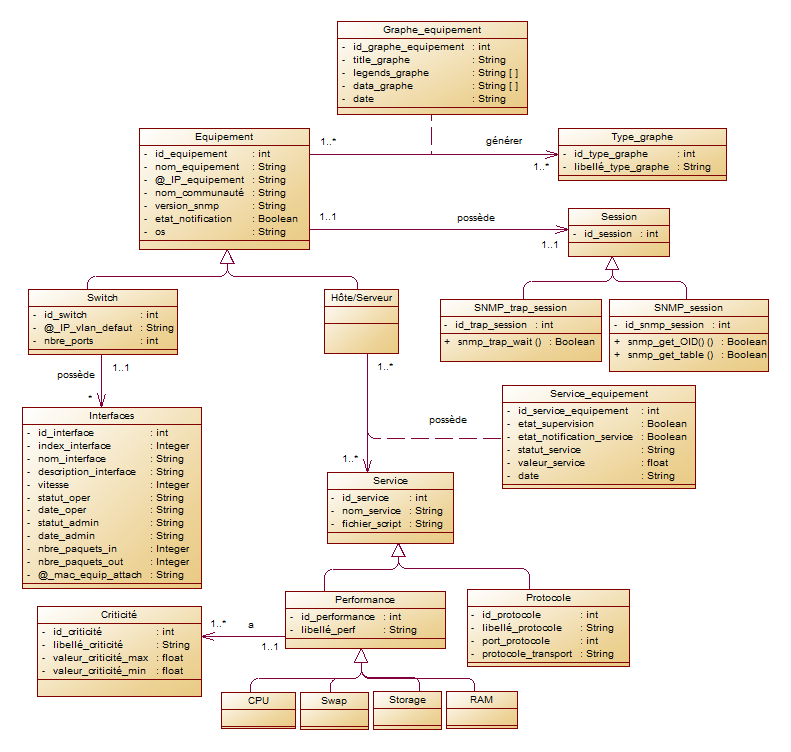 Graphe_equipement
- id_graphe_equipement : int
- title_graphe : String
- legends_graphe : String [ ]
- data_graphe : String [ ]
- date : String
Equipement
- id_equipement : int
- nom_equipement : String
- @_IP_equipement : String
- nom_communauté : String
- version_snmp : String
- etat_notification : Boolean
- os : String
1..*
générer
1..*
Type_graphe
- id_type_graphe : int
- libellé_type_graphe : String
1..1
possède
1..1
Session
- id_session : int
Switch
- id_switch : int
- @_IP_vlan_defaut : String
- nbre_ports : int
Hôte/Serveur
SNMP_trap_session
- id_trap_session : int
+ snmp_trap_wait () : Boolean
SNMP_session
- id_snmp_session : int
+ snmp_get_OID() () : Boolean
+ snmp_get_table () : Boolean
1..1
possède
*
1..*
possède
1..*
Service_equipement
- id_service_equipement : int
- etat_supervision : Boolean
- etat_notification_service : Boolean
- statut_service : String
- valeur_service : float
- date : String
Interfaces
- id_interface : int
- index_interface : Integer
- nom_interface : String
- description_interface : String
- vitesse : Integer
- statut_oper : String
- date_oper : String
- statut_admin : String
- date_admin : String
- nbre_paquets_in : Integer
- nbre_paquets_out : Integer
- @_mac_equip_attach : String
Service
- id_service : int
- nom_service : String
- fichier_script : String
Performance
- id_performance : int
- libellé_perf : String
Protocole
- id_protocole : int
- libellé_protocole : String
- port_protocole : int
- protocole_transport : String
Criticité
- id_criticité : int
- libellé_criticité : String
- valeur_criticité_max : float
- valeur_criticité_min : float
1..*
a
1..1
CPU
Swap
Storage
RAM